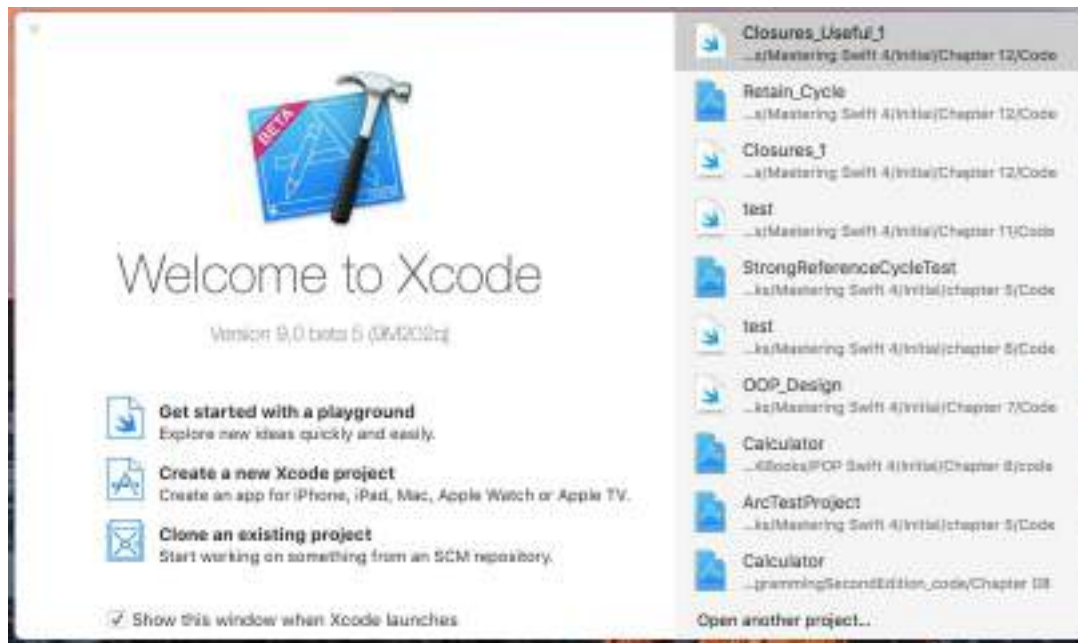 BETA
Welcome to Xcode
Version 9.0 beta 5 (9M202q)
Get started with a playground
Explore new ideas quickly and easily.
Create a new Xcode project
Create an app for iPhone, iPad, Mac, Apple Watch or Apple TV.
Clone an existing project
Start working on something from an SCM repository.
Show this window when Xcode launches
Closures_Useful_1
...s/Mastering Swift 4/Initial/Chapter 12/Code
Retain_Cycle
...s/Mastering Swift 4/Initial/Chapter 12/Code
Closures_1
...s/Mastering Swift 4/Initial/Chapter 12/Code
test
...s/Mastering Swift 4/Initial/Chapter 11/Code
StrongReferenceCycleTest
...ks/Mastering Swift 4/Initial/chapter 5/Code
test
...ks/Mastering Swift 4/Initial/chapter 6/Code
OOP_Design
...ks/Mastering Swift 4/Initial/Chapter 7/Code
Calculator
/POP Swift 4/Initial/Chapter 8/code
ArcTestProject
...ks/Mastering Swift 4/Initial/chapter 5/Code
Calculator
...grammingSecondEdition_code/Chapter 08
Open another project...